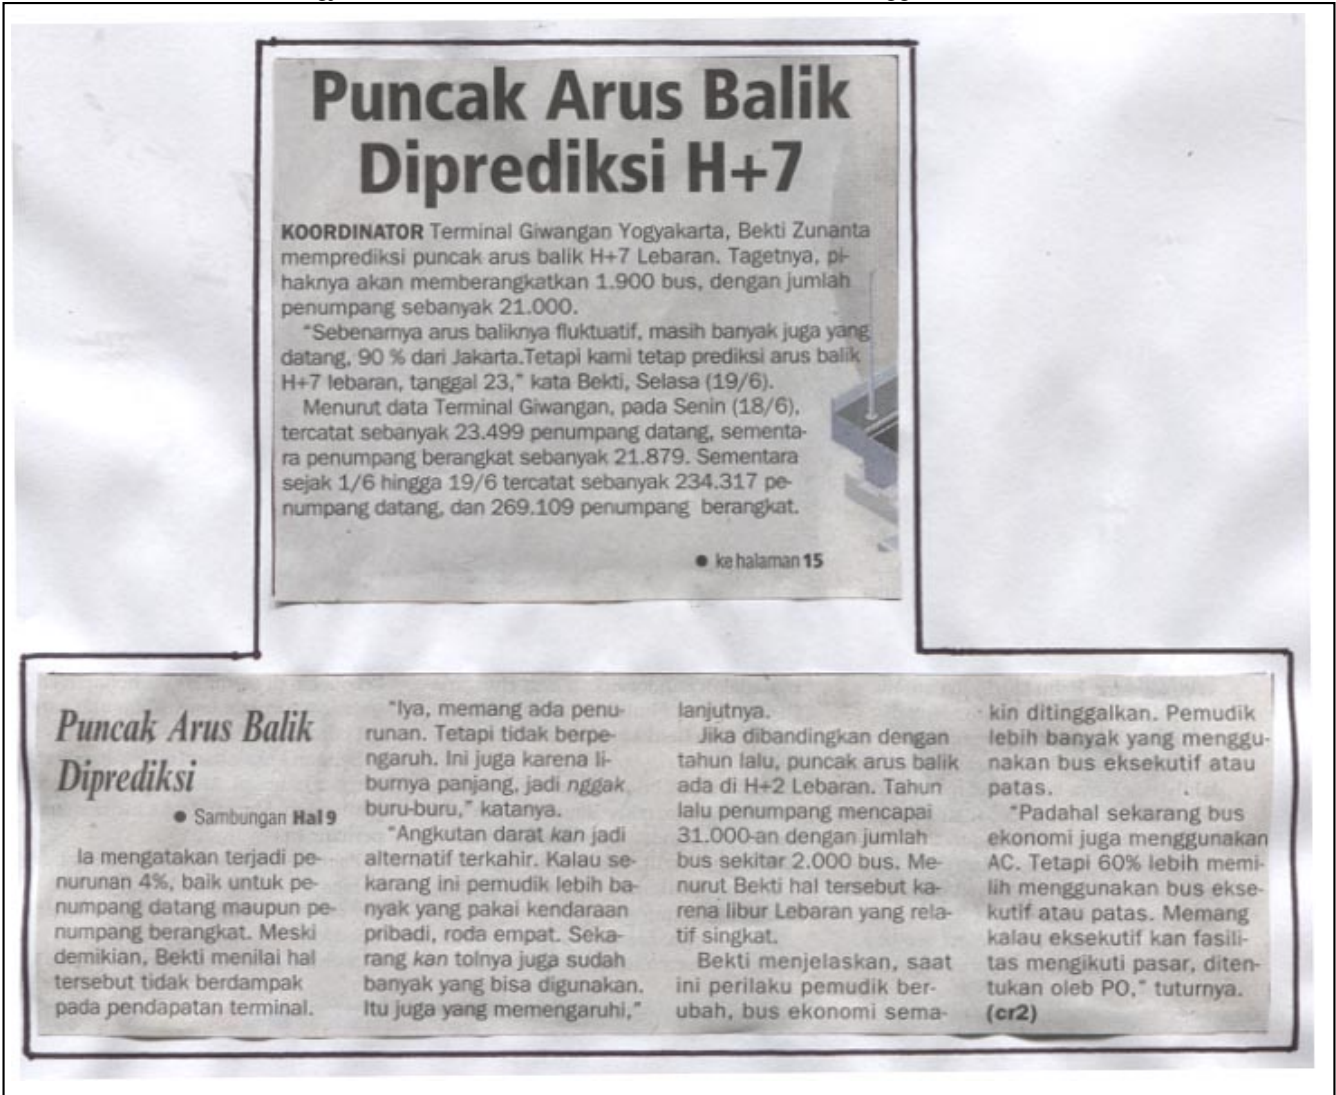 Puncak Arus Balik
Diprediksi H+7
KOORDINATOR Terminal Giwangan Yogyakarta, Bekti Zunanta
memprediksi puncak arus balik H+7 Lebaran. Tagetnya, pi-
haknya akan memberangkatkan 1.900 bus, dengan jumlah
penumpang sebanyak 21.000.
"Sebenarnya arus baliknya fluktuatif, masih banyak juga yang
datang, 90 % dari Jakarta.Tetapi kami tetap prediksi arus balik
H+7 lebaran, tanggal 23," kata Bekti, Selasa (19/6).
Menurut data Terminal Giwangan, pada Senin (18/6),
tercatat sebanyak 23.499 penumpang datang, sementa-
ra penumpang berangkat sebanyak 21.879. Sementara
sejak 1/6 hingga 19/6 tercatat sebanyak 234.317 pe-
numpang datang, dan 269.109 penumpang berangkat.
● ke halaman 15
Puncak Arus Balik
Diprediksi
● Sambungan Hal 9
Ia mengatakan terjadi pe-
nurunan 4%, baik untuk pe-
numpang datang maupun pe-
numpang berangkat. Meski
demikian, Bekti menilai hal
tersebut tidak berdampak
pada pendapatan terminal.
"Iya, memang ada penu-
runan. Tetapi tidak berpe-
ngaruh. Ini juga karena li-
burnya panjang, jadi nggak
buru-buru," katanya.
"Angkutan darat kan jadi
alternatif terkahir. Kalau se-
karang ini pemudik lebih ba-
nyak yang pakai kendaraan
pribadi, roda empat. Seka-
rang kan tolnya juga sudah
banyak yang bisa digunakan.
Itu juga yang memengaruhi,"
lanjutnya.
Jika dibandingkan dengan
tahun lalu, puncak arus balik
ada di H+2 Lebaran. Tahun
lalu penumpang mencapai
31.000-an dengan jumlah
bus sekitar 2.000 bus. Me-
nurut Bekti hal tersebut ka-
rena libur Lebaran yang rela-
tif singkat.
Bekti menjelaskan, saat
ini perilaku pemudik ber-
ubah, bus ekonomi sema-
kin ditinggalkan. Pemudik
lebih banyak yang menggu-
nakan bus eksekutif atau
patas.
"Padahal sekarang bus
ekonomi juga menggunakan
AC. Tetapi 60% lebih memi-
lih menggunakan bus ekse-
kutif atau patas. Memang
kalau eksekutif kan fasili-
tas mengikuti pasar, diten-
tukan oleb PO," tuturnya.
(cr2)